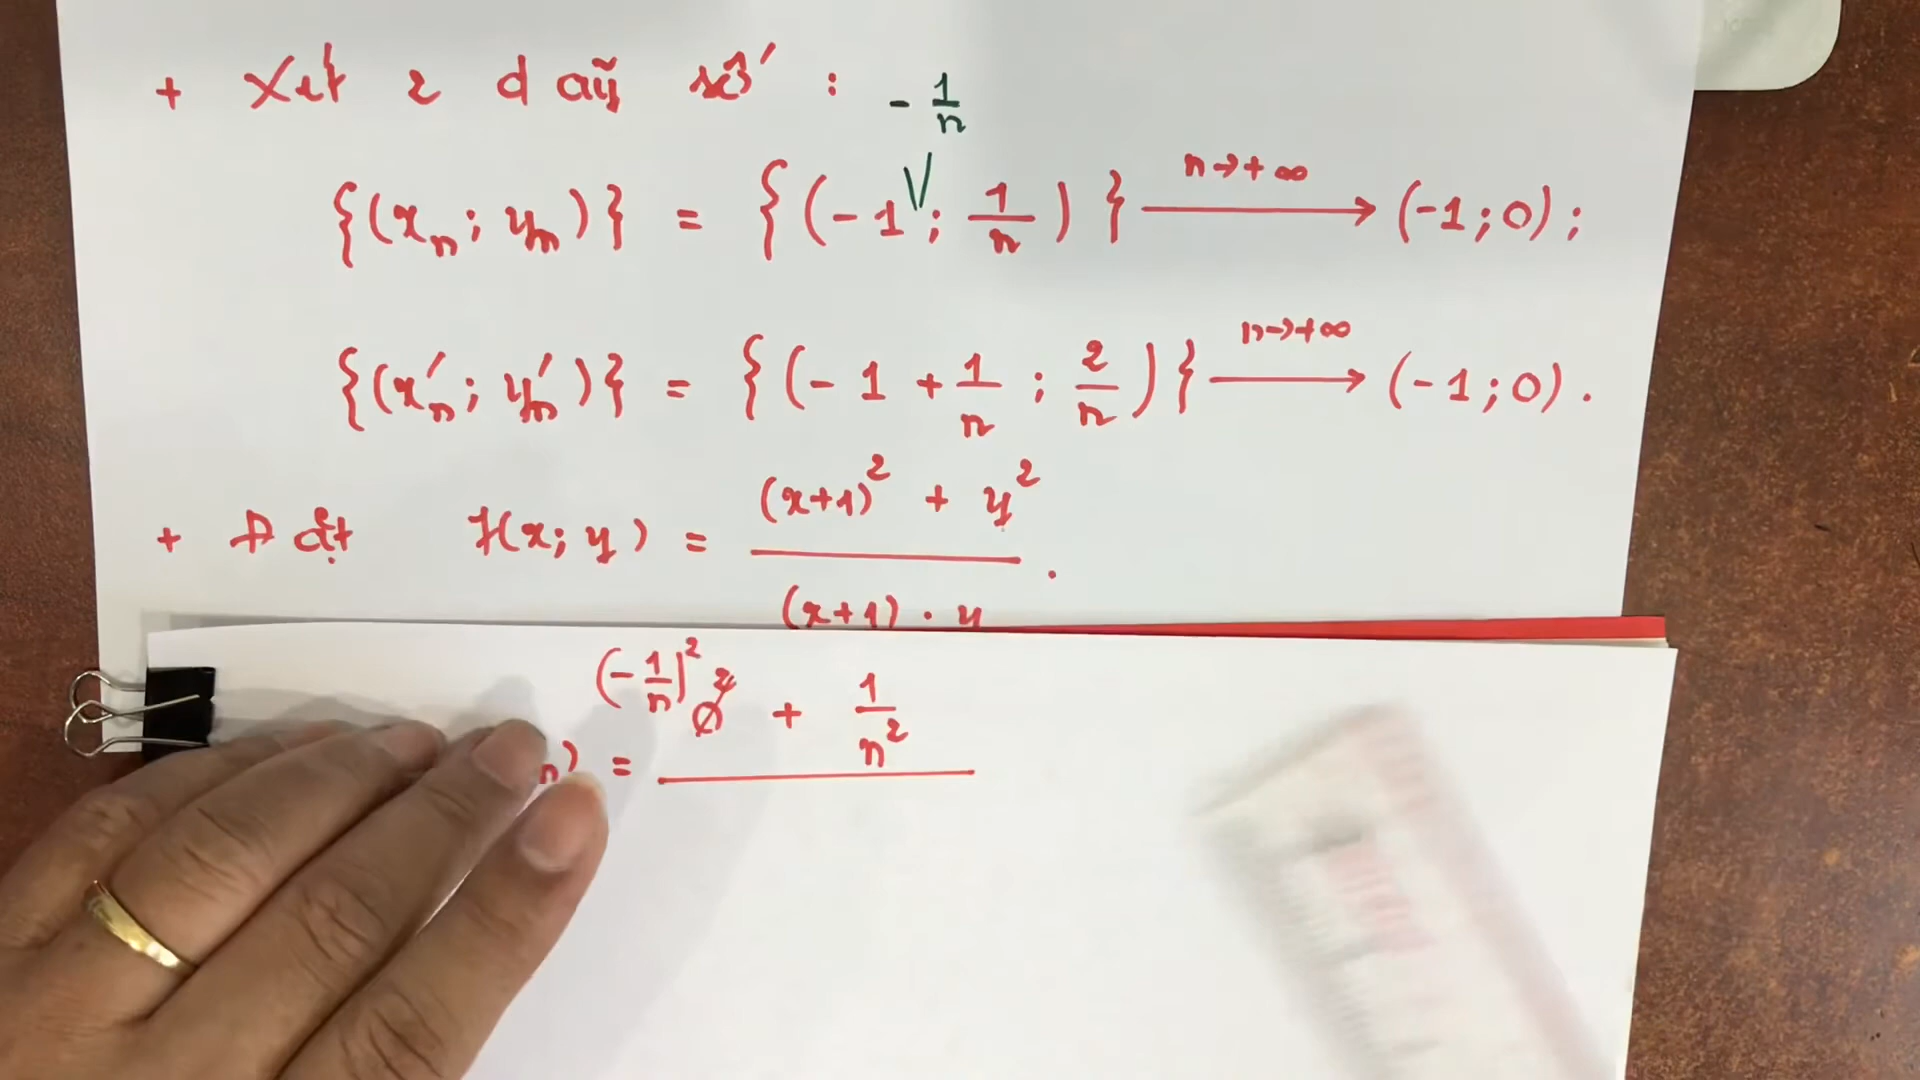 + Xét 2 dãy số :
- 1/n
{(xₙ; yₙ)} = {(-1 ; 1/n)} n→+∞ ⟶ (-1; 0) ;
{(x'ₙ; y'ₙ)} = {(-1 + 1/n ; 2/n)} n→+∞ ⟶ (-1; 0) .
+ Đặt f(x; y) = ((x+1)² + y²) / ((x+1) . y) .
n) = (-1/n)² + 1/n²